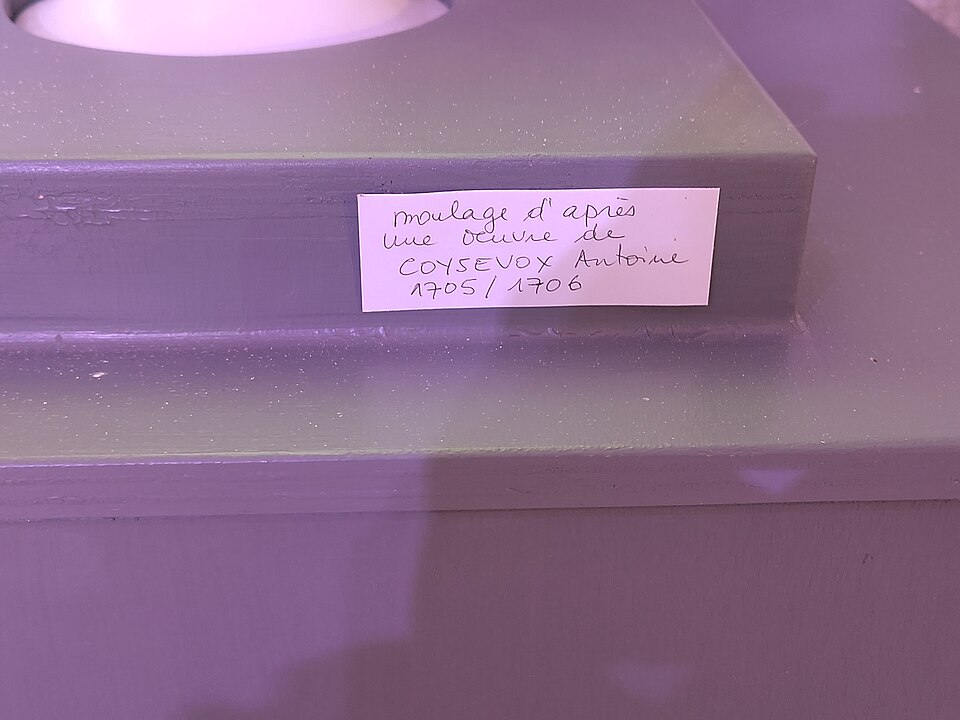 moulage d'après
une oeuvre de
COYSEVOX Antoine
1705/1706